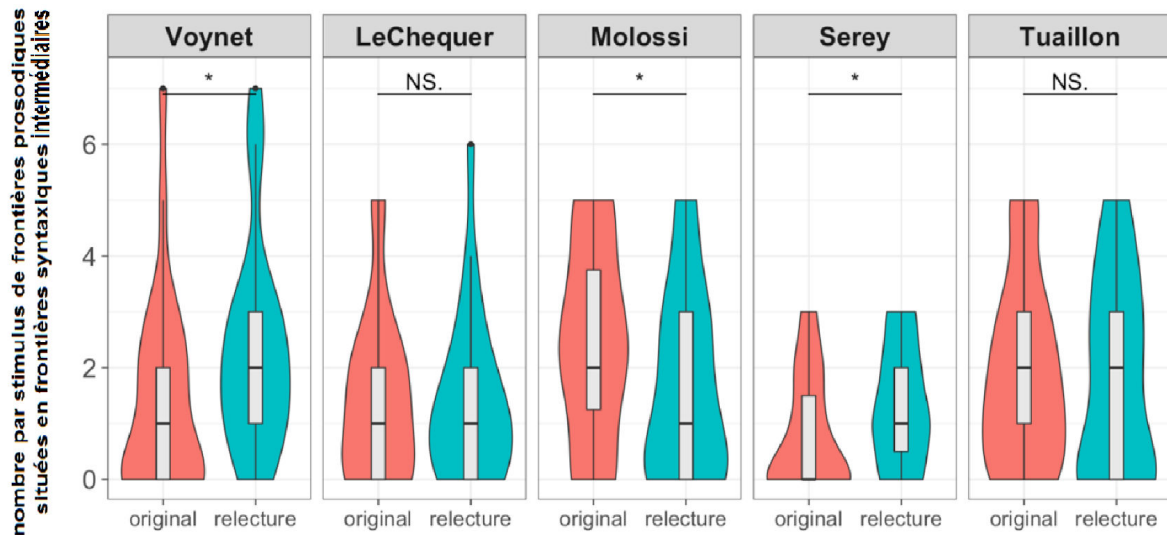 nombre par stimulus de frontières prosodiques
situées en frontières syntaxiques intermédiaires
Voynet LeChequer Molossi Serey Tuaillon
* NS. * * NS.
6
4
2
0
original relecture original relecture original relecture original relecture original relecture